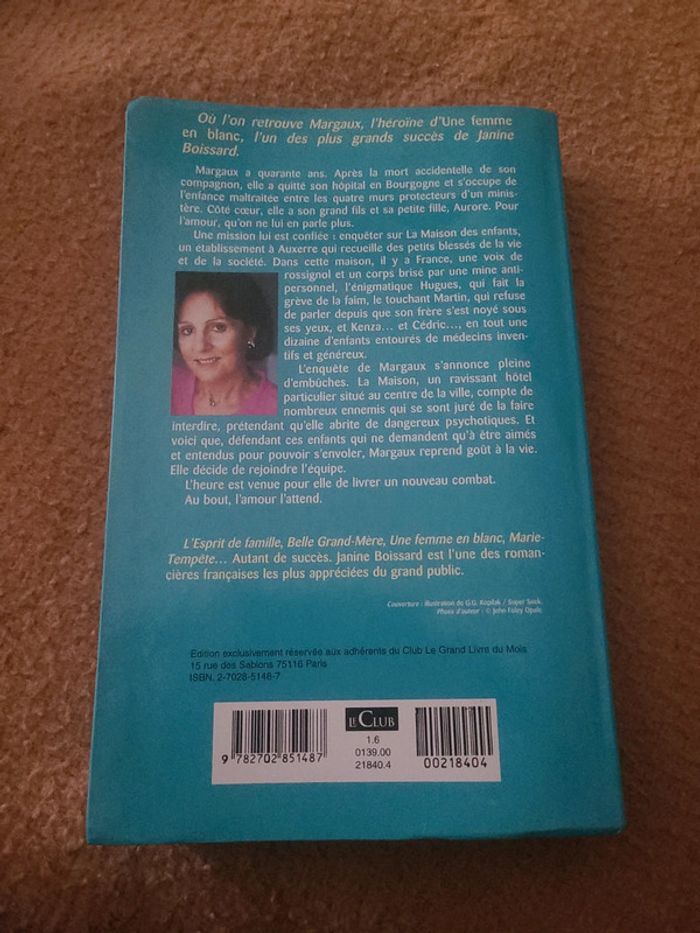 Où l'on retrouve Margaux, l'héroïne d'Une femme
en blanc, l'un des plus grands succès de Janine
Boissard.
Margaux a quarante ans. Après la mort accidentelle de son
compagnon, elle a quitté son hôpital en Bourgogne et s'occupe de
l'enfance maltraitée entre les quatre murs protecteurs d'un minis-
tère. Côté cœur, elle a son grand fils et sa petite fille, Aurore. Pour
l'amour, qu'on ne lui en parle plus.
Une mission lui est confiée : enquêter sur La Maison des enfants,
un établissement à Auxerre qui recueille des petits blessés de la vie
et de la société. Dans cette maison, il y a France, une voix de
rossignol et un corps brisé par une mine anti-
personnel, l'énigmatique Hugues, qui fait la
grève de la faim, le touchant Martin, qui refuse
de parler depuis que son frère s'est noyé sous
ses yeux, et Kenza... et Cédric..., en tout une
dizaine d'enfants entourés de médecins inven-
tifs et généreux.
L'enquête de Margaux s'annonce pleine
d'embûches. La Maison, un ravissant hôtel
particulier situé au centre de la ville, compte de
nombreux ennemis qui se sont juré de la faire
interdire, prétendant qu'elle abrite de dangereux psychotiques. Et
voici que, défendant ces enfants qui ne demandent qu'à être aimés
et entendus pour pouvoir s'envoler, Margaux reprend goût à la vie.
Elle décide de rejoindre l'équipe.
L'heure est venue pour elle de livrer un nouveau combat.
Au bout, l'amour l'attend.
L'Esprit de famille, Belle Grand-Mère, Une femme en blanc, Marie-
Tempête... Autant de succès. Janine Boissard est l'une des roman-
cières françaises les plus appréciées du grand public.
Couverture : illustration de G.G. Kopilak / Super Stock.
Photo d'auteur : © John Foley Opale.
Edition exclusivement réservée aux adhérents du Club Le Grand Livre du Mois
15 rue des Sablons 75116 Paris
ISBN. 2-7028-5148-7
LE CLUB
1.6
0139.00
21840.4
9 782702 851487
00218404